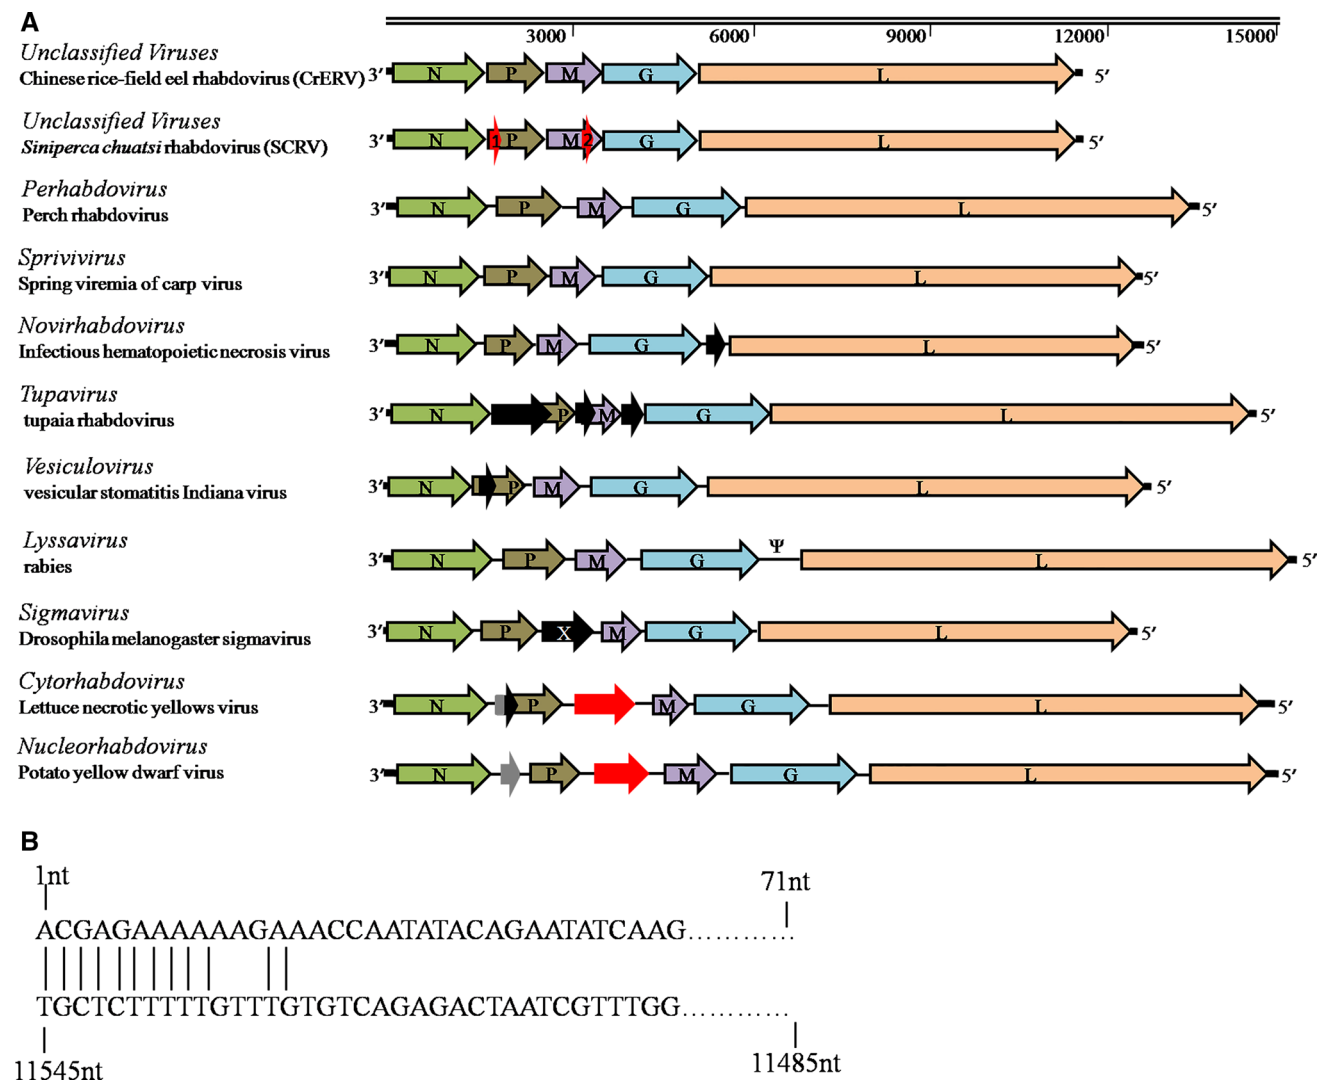 A
3000 6000 9000 12000 15000
Unclassified Viruses
Chinese rice-field eel rhabdovirus (CrERV) 3′ N P M G L 5′
Unclassified Viruses
Siniperca chuatsi rhabdovirus (SCRV) 3′ N 1 P M 2 G L 5′
Perhabdovirus
Perch rhabdovirus 3′ N P M G L 5′
Sprivivirus
Spring viremia of carp virus 3′ N P M G L 5′
Novirhabdovirus
Infectious hematopoietic necrosis virus 3′ N P M G L 5′
Tupavirus
tupaia rhabdovirus 3′ N P M G L 5′
Vesiculovirus
vesicular stomatitis Indiana virus 3′ N P M G L 5′
Lyssavirus
rabies 3′ N P M G Ψ L 5′
Sigmavirus
Drosophila melanogaster sigmavirus 3′ N P X M G L 5′
Cytorhabdovirus
Lettuce necrotic yellows virus 3′ N P M G L 5′
Nucleorhabdovirus
Potato yellow dwarf virus 3′ N P M G L 5′
B
1nt 71nt
ACGAGAAAAAAGAAACCAATATACAGAATATCAAG............
TGCTCTTTTTGTTTGTGTCAGAGACTAATCGTTTGG............
11545nt 11485nt